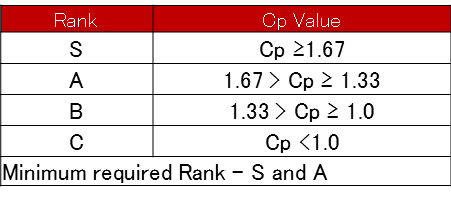 Rank Cp Value
S Cp ≥1.67
A 1.67 > Cp ≥ 1.33
B 1.33 > Cp ≥ 1.0
C Cp <1.0
Minimum required Rank - S and A